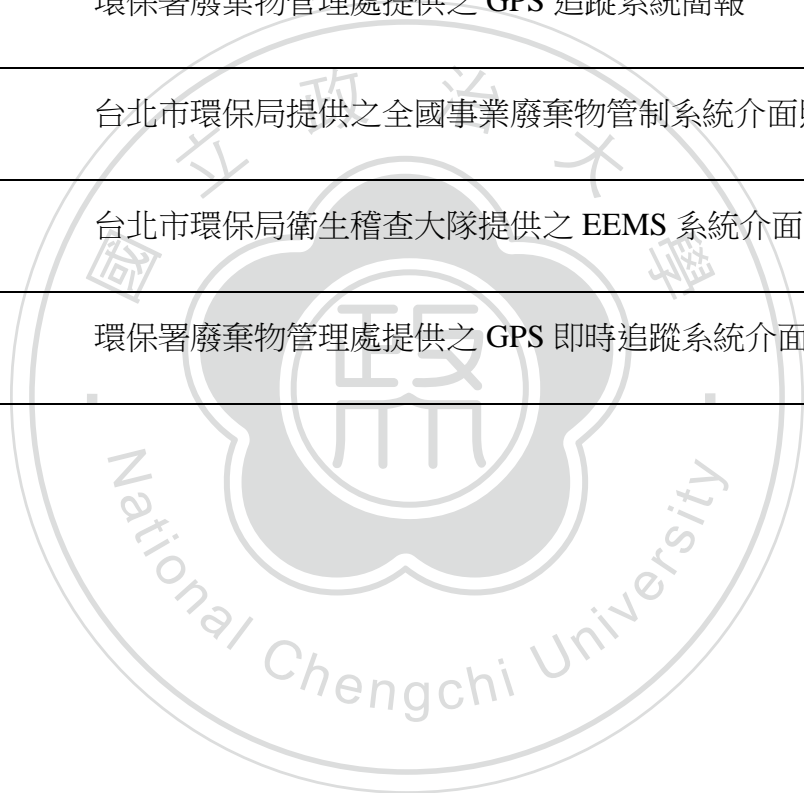 環保署廢棄物管理處提供之 GPS 追蹤系統簡報
台北市環保局提供之全國事業廢棄物管制系統介面
台北市環保局衛生稽查大隊提供之 EEMS 系統介面
環保署廢棄物管理處提供之 GPS 即時追蹤系統介面
國立政治大學
政
National Chengchi University